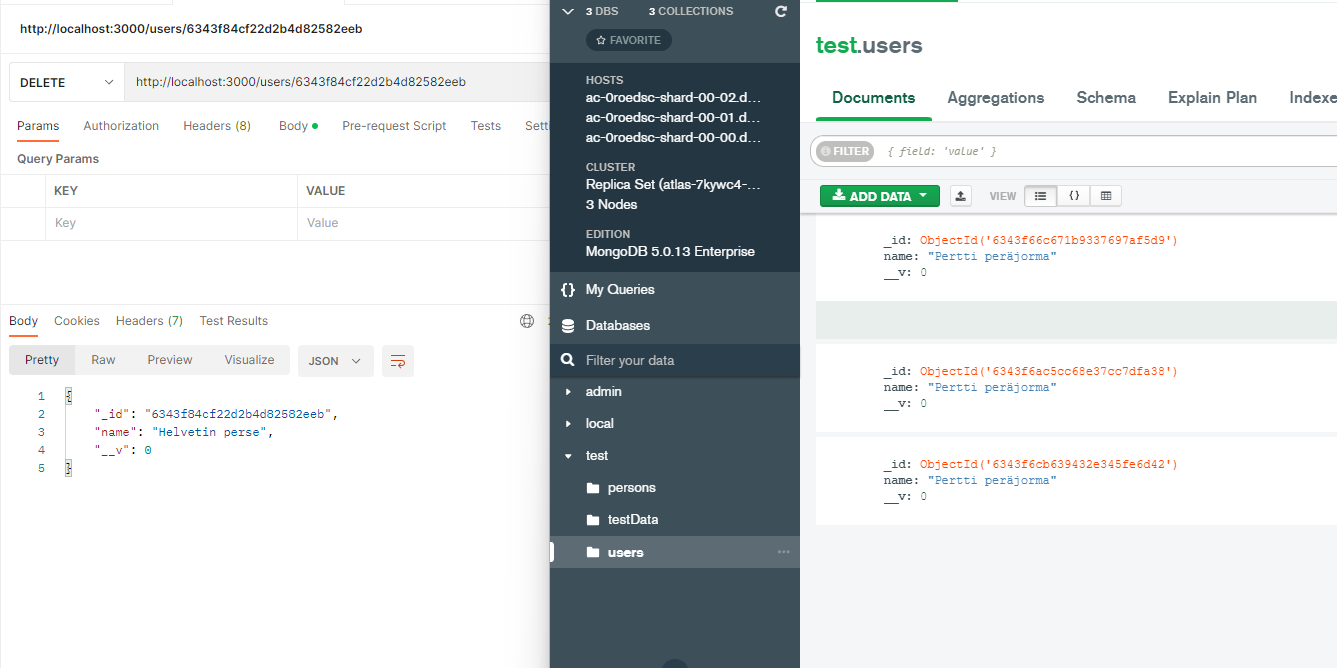 http://localhost:3000/users/6343f84cf22d2b4d82582eeb
DELETE
http://localhost:3000/users/6343f84cf22d2b4d82582eeb
Params Authorization Headers (8) Body Pre-request Script Tests Setti
Query Params
KEY VALUE
Key Value
Body Cookies Headers (7) Test Results
Pretty Raw Preview Visualize JSON
1 {
2 "_id": "6343f84cf22d2b4d82582eeb",
3 "name": "Helvetin perse",
4 "__v": 0
5 }
3 DBS 3 COLLECTIONS
FAVORITE
HOSTS
ac-0roedsc-shard-00-02.d...
ac-0roedsc-shard-00-01.d...
ac-0roedsc-shard-00-00.d...
CLUSTER
Replica Set (atlas-7kywc4-...
3 Nodes
EDITION
MongoDB 5.0.13 Enterprise
{} My Queries
Databases
Filter your data
admin
local
test
persons
testData
users ...
test.users
Documents Aggregations Schema Explain Plan Indexe
FILTER { field: 'value' }
ADD DATA VIEW {}
_id: ObjectId('6343f66c671b9337697af5d9')
name: "Pertti peräjorma"
__v: 0
_id: ObjectId('6343f6ac5cc68e37cc7dfa38')
name: "Pertti peräjorma"
__v: 0
_id: ObjectId('6343f6cb639432e345fe6d42')
name: "Pertti peräjorma"
__v: 0